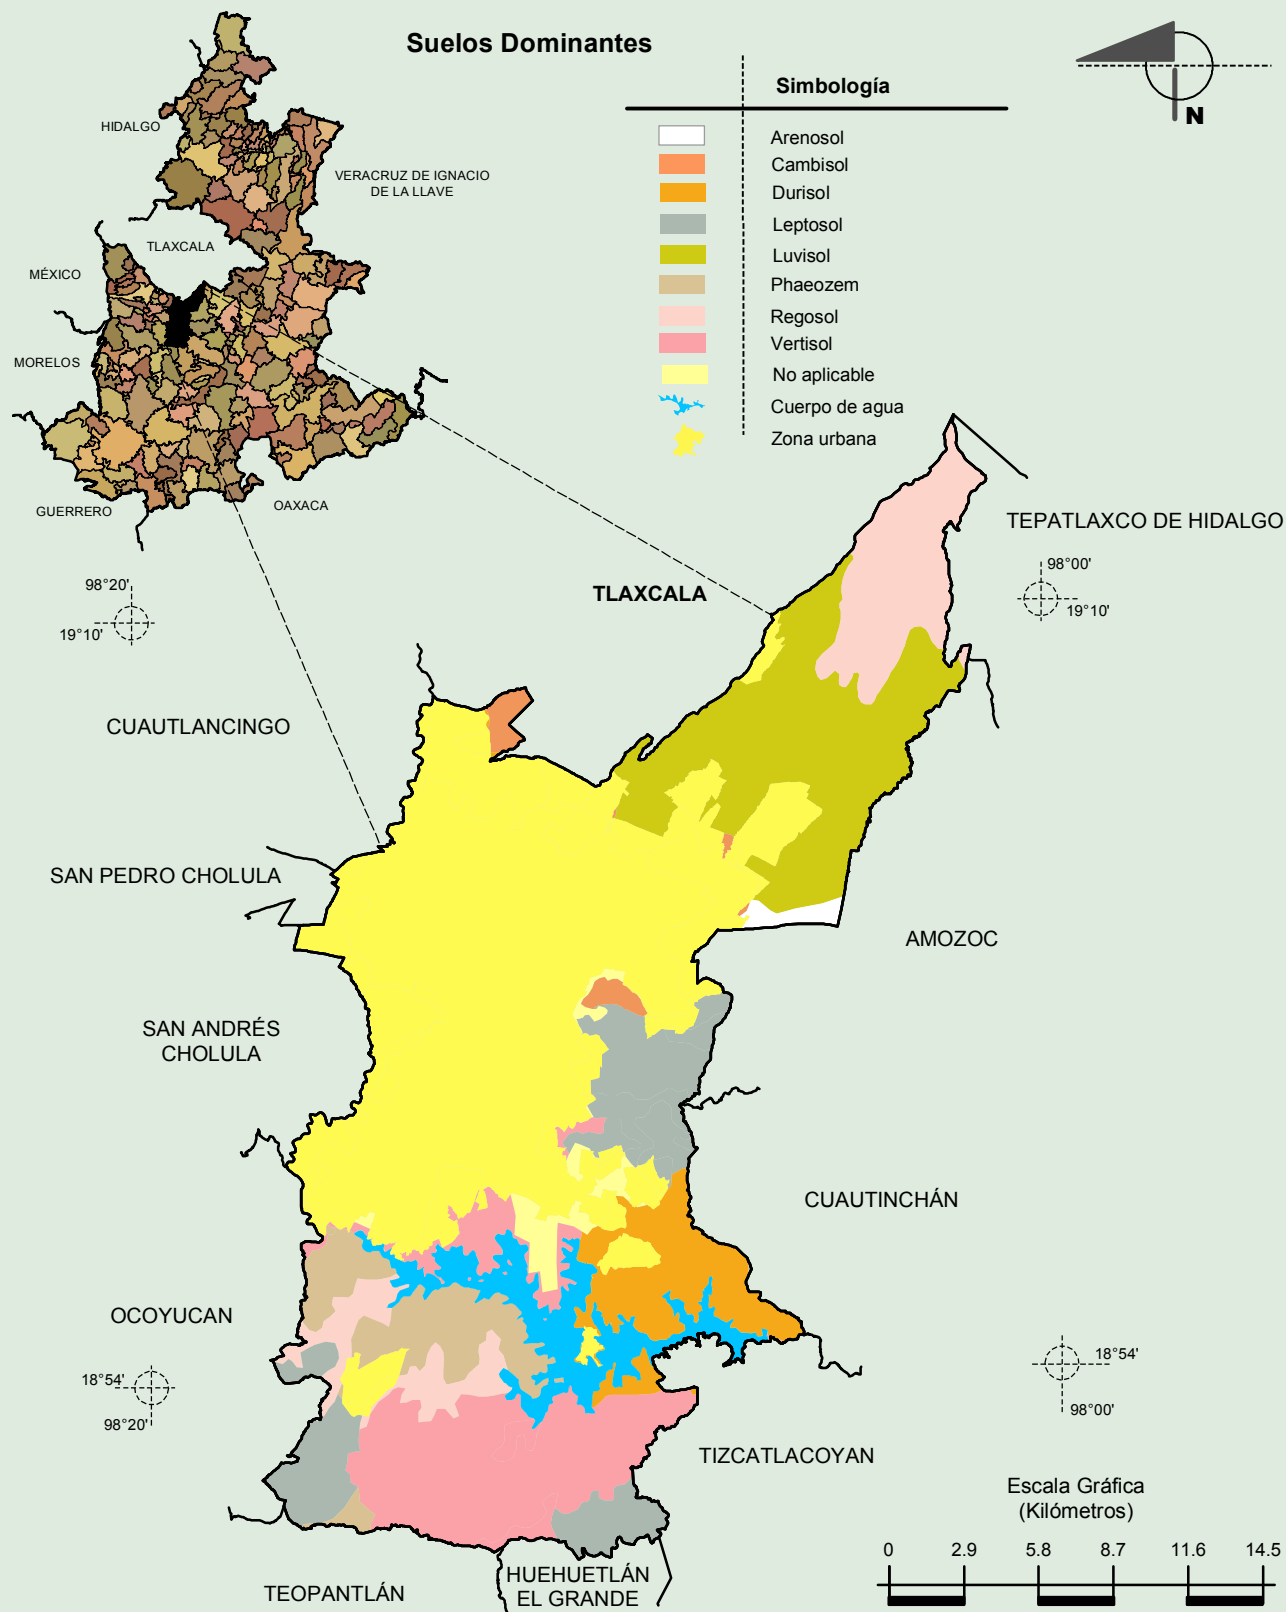 Suelos Dominantes
Simbología
N
Arenosol
Cambisol
Durisol
Leptosol
Luvisol
Phaeozem
Regosol
Vertisol
No aplicable
Cuerpo de agua
Zona urbana
HIDALGO
VERACRUZ DE IGNACIO
DE LA LLAVE
TLAXCALA
MÉXICO
MORELOS
GUERRERO
OAXACA
TEPATLAXCO DE HIDALGO
98°20'
19°10'
TLAXCALA
98°00'
19°10'
CUAUTLANCINGO
SAN PEDRO CHOLULA
AMOZOC
SAN ANDRÉS
CHOLULA
CUAUTINCHÁN
OCOYUCAN
18°54'
98°20'
18°54'
98°00'
TIZCATLACOYAN
Escala Gráfica
(Kilómetros)
0 2.9 5.8 8.7 11.6 14.5
HUEHUETLÁN
EL GRANDE
TEOPANTLÁN